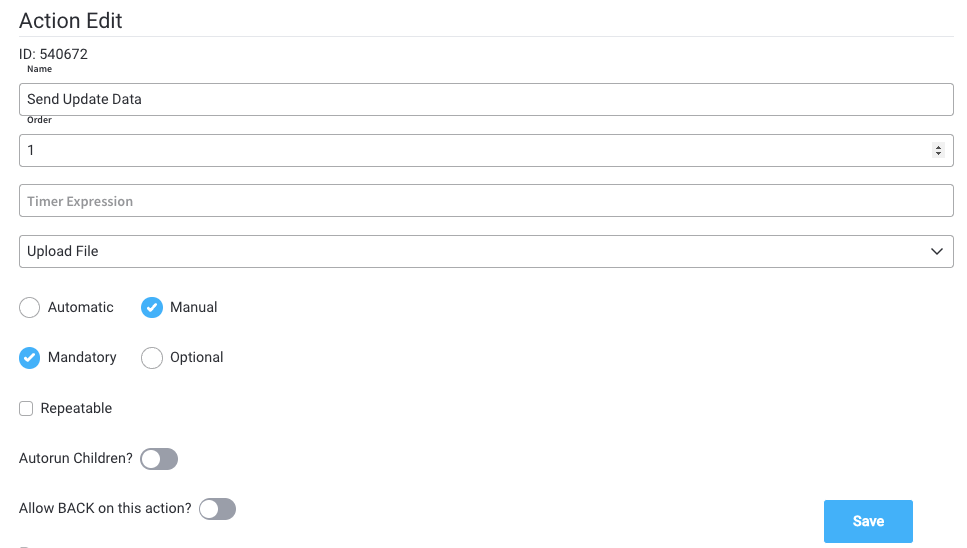 Action Edit
ID: 540672
Name
Send Update Data
Order
1
Timer Expression
Upload File
Automatic Manual
Mandatory Optional
Repeatable
Autorun Children?
Allow BACK on this action?
Save